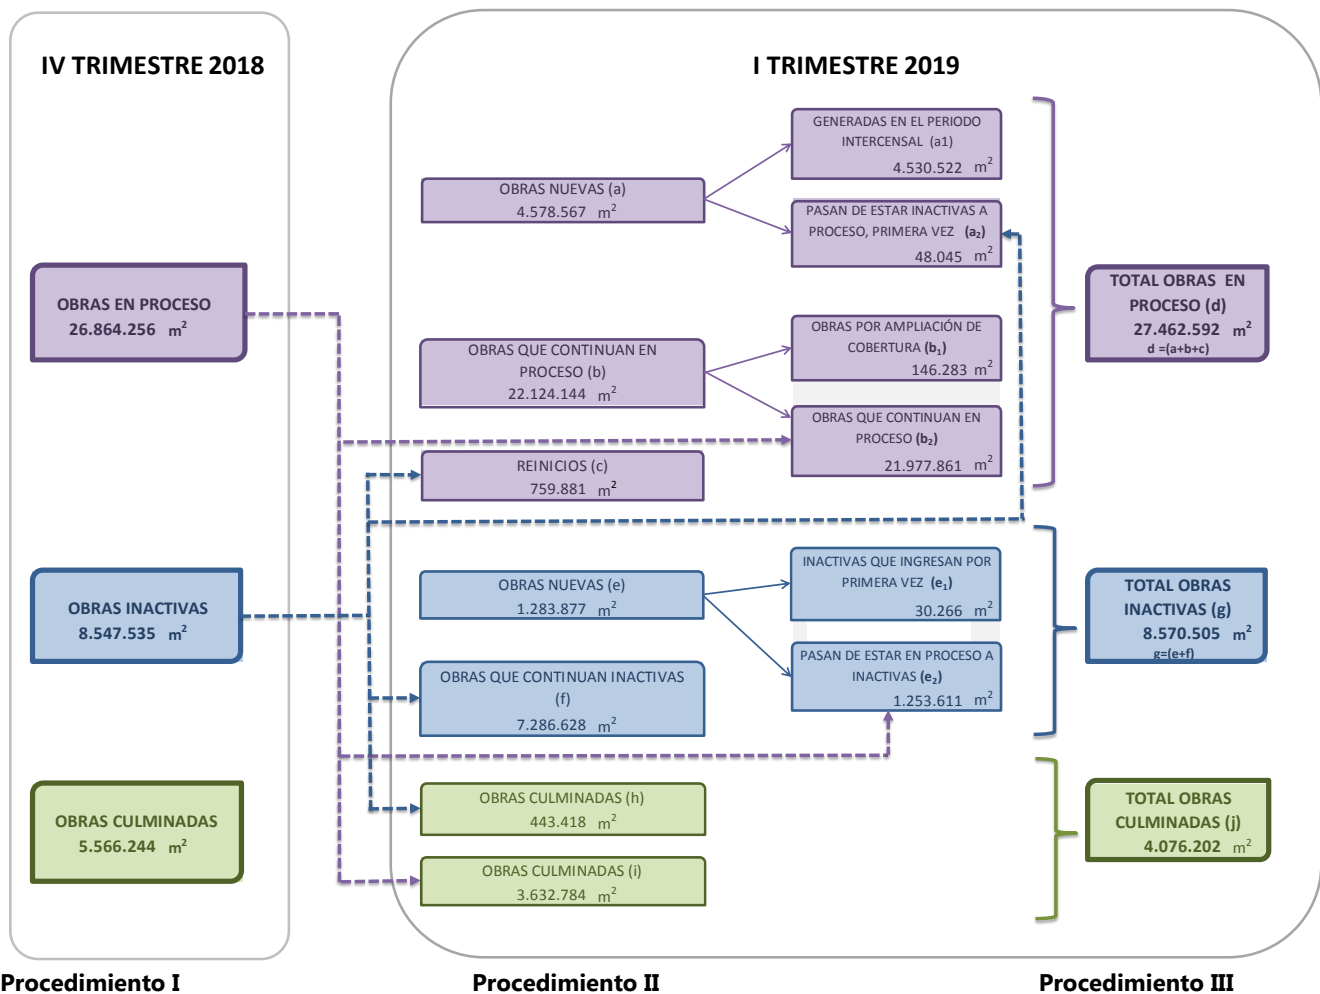 IV TRIMESTRE 2018
OBRAS EN PROCESO
26.864.256 m²
OBRAS INACTIVAS
8.547.535 m²
OBRAS CULMINADAS
5.566.244 m²
I TRIMESTRE 2019
OBRAS NUEVAS (a)
4.578.567 m²
OBRAS QUE CONTINUAN EN
PROCESO (b)
22.124.144 m²
REINICIOS (c)
759.881 m²
OBRAS NUEVAS (e)
1.283.877 m²
OBRAS QUE CONTINUAN INACTIVAS
(f)
7.286.628 m²
OBRAS CULMINADAS (h)
443.418 m²
OBRAS CULMINADAS (i)
3.632.784 m²
GENERADAS EN EL PERIODO
INTERCENSAL (a1)
4.530.522 m²
PASAN DE ESTAR INACTIVAS A
PROCESO, PRIMERA VEZ (a₂)
48.045 m²
OBRAS POR AMPLIACIÓN DE
COBERTURA (b₁)
146.283 m²
OBRAS QUE CONTINUAN EN
PROCESO (b₂)
21.977.861 m²
INACTIVAS QUE INGRESAN POR
PRIMERA VEZ (e₁)
30.266 m²
PASAN DE ESTAR EN PROCESO A
INACTIVAS (e₂)
1.253.611 m²
TOTAL OBRAS EN
PROCESO (d)
27.462.592 m²
d =(a+b+c)
TOTAL OBRAS
INACTIVAS (g)
8.570.505 m²
g=(e+f)
TOTAL OBRAS
CULMINADAS (j)
4.076.202 m²
Procedimiento I
Procedimiento II
Procedimiento III